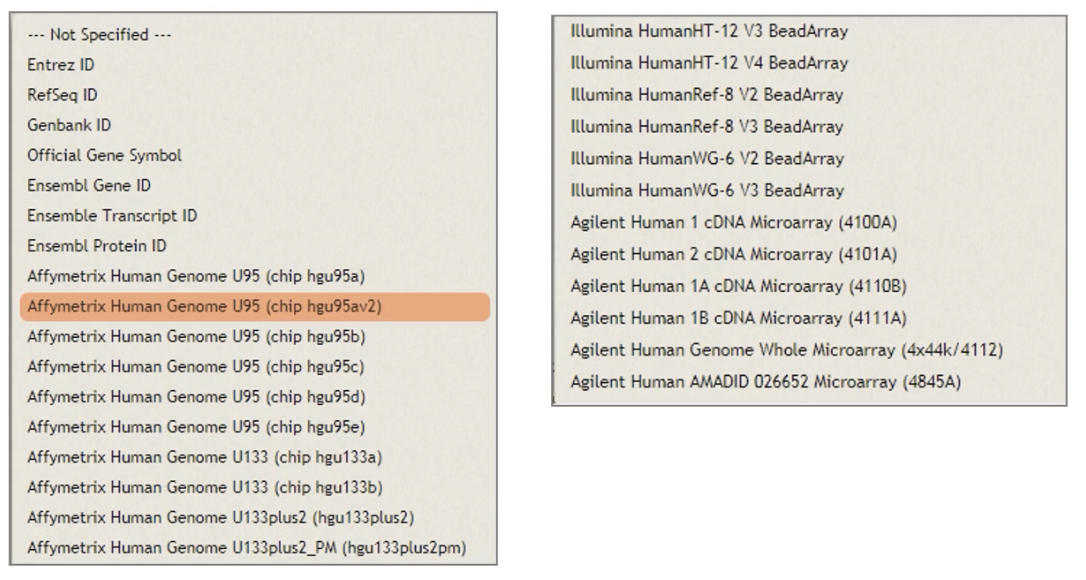 --- Not Specified ---
Entrez ID
RefSeq ID
Genbank ID
Official Gene Symbol
Ensembl Gene ID
Ensemble Transcript ID
Ensembl Protein ID
Affymetrix Human Genome U95 (chip hgu95a)
Affymetrix Human Genome U95 (chip hgu95av2)
Affymetrix Human Genome U95 (chip hgu95b)
Affymetrix Human Genome U95 (chip hgu95c)
Affymetrix Human Genome U95 (chip hgu95d)
Affymetrix Human Genome U95 (chip hgu95e)
Affymetrix Human Genome U133 (chip hgu133a)
Affymetrix Human Genome U133 (chip hgu133b)
Affymetrix Human Genome U133plus2 (hgu133plus2)
Affymetrix Human Genome U133plus2_PM (hgu133plus2pm)
Illumina HumanHT-12 V3 BeadArray
Illumina HumanHT-12 V4 BeadArray
Illumina HumanRef-8 V2 BeadArray
Illumina HumanRef-8 V3 BeadArray
Illumina HumanWG-6 V2 BeadArray
Illumina HumanWG-6 V3 BeadArray
Agilent Human 1 cDNA Microarray (4100A)
Agilent Human 2 cDNA Microarray (4101A)
Agilent Human 1A cDNA Microarray (4110B)
Agilent Human 1B cDNA Microarray (4111A)
Agilent Human Genome Whole Microarray (4x44k/4112)
Agilent Human AMADID 026652 Microarray (4845A)